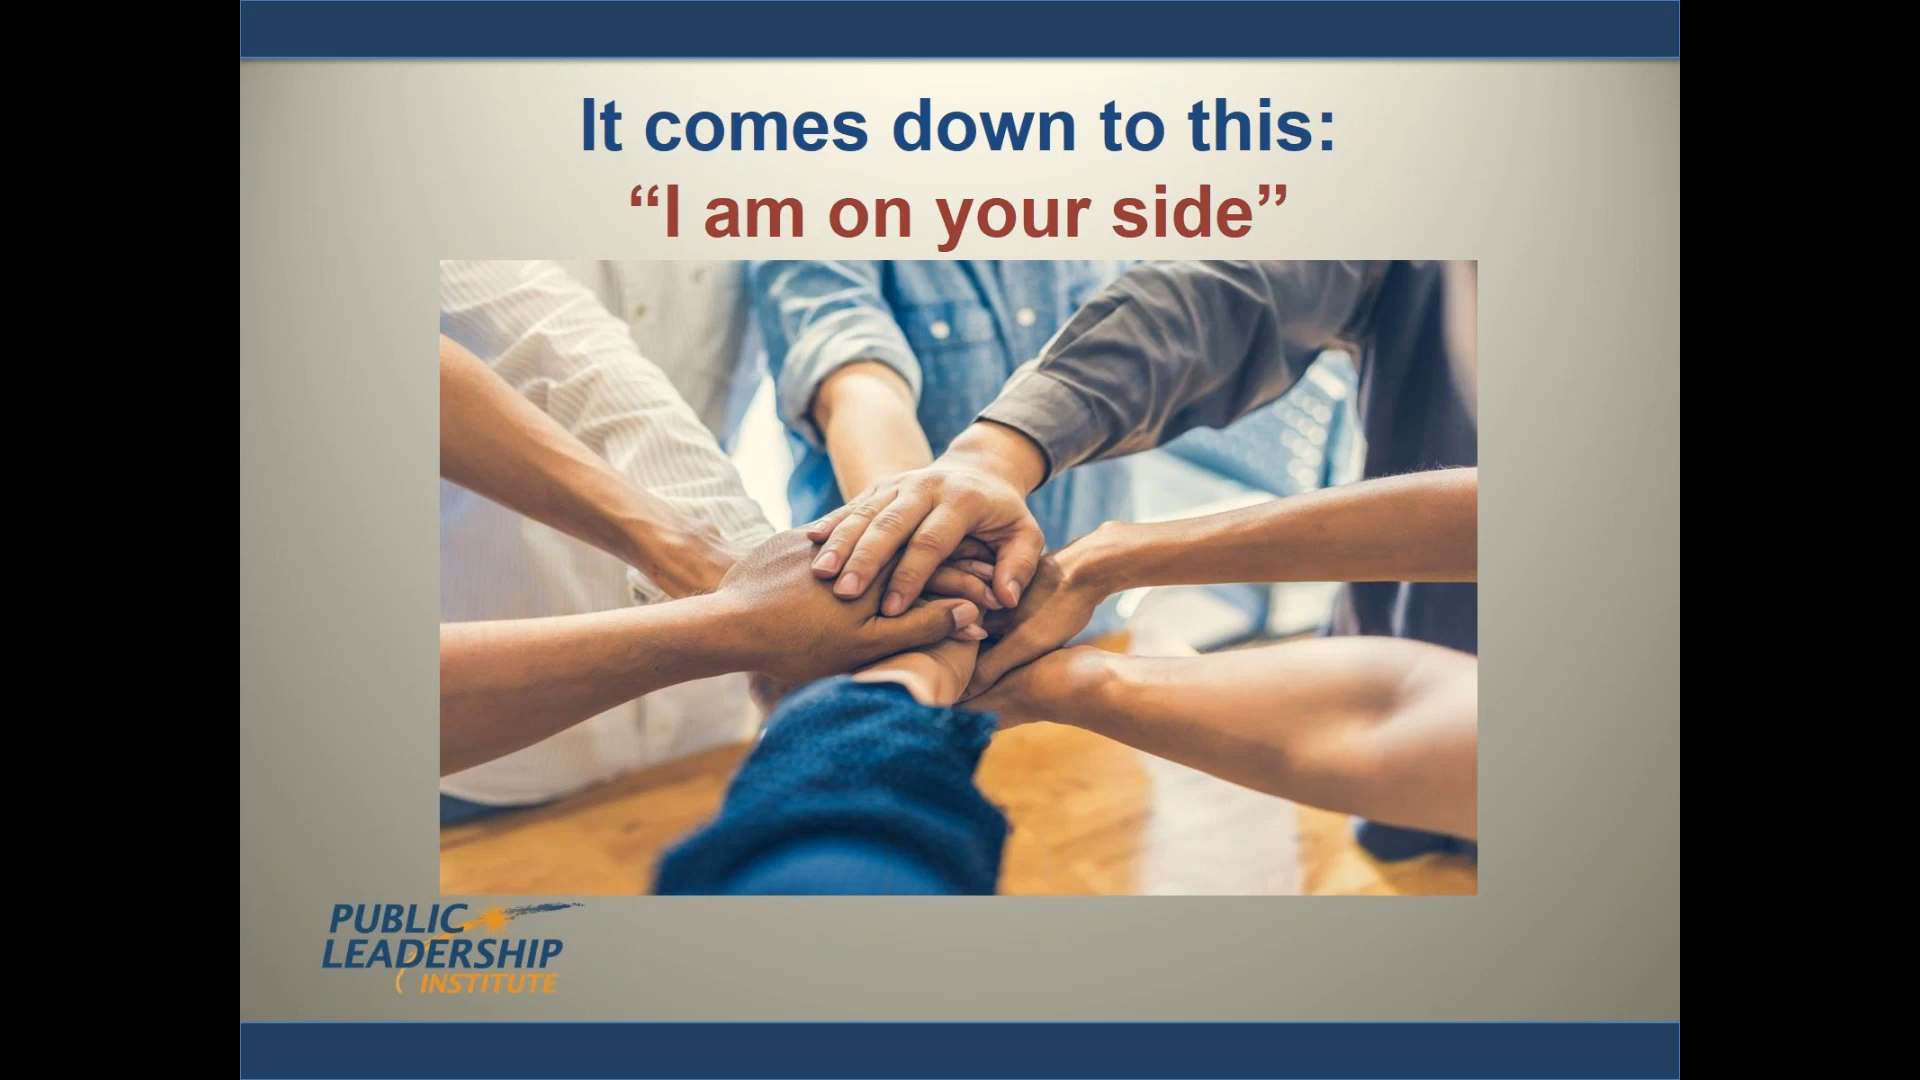 It comes down to this:
“I am on your side”
PUBLIC
LEADERSHIP
INSTITUTE